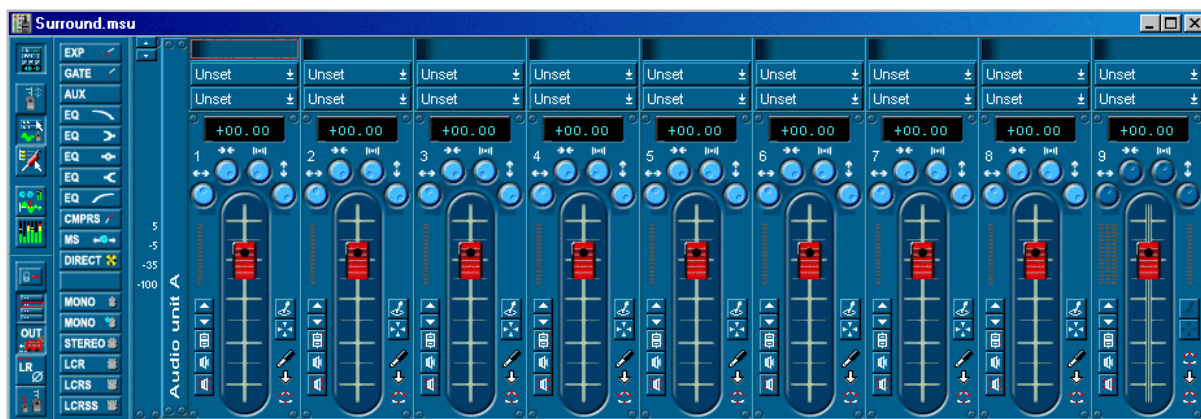 Surround.msu
EXP
GATE
AUX
EQ
EQ
EQ
EQ
EQ
CMPRS
MS
DIRECT
MONO
MONO
STEREO
LCR
LCRS
LCRSS
OUT
LR
5
-5
-35
-100
Audio unit A
Unset Unset Unset Unset Unset Unset Unset Unset Unset
Unset Unset Unset Unset Unset Unset Unset Unset Unset
+00.00 +00.00 +00.00 +00.00 +00.00 +00.00 +00.00 +00.00 +00.00
1 2 3 4 5 6 7 8 9